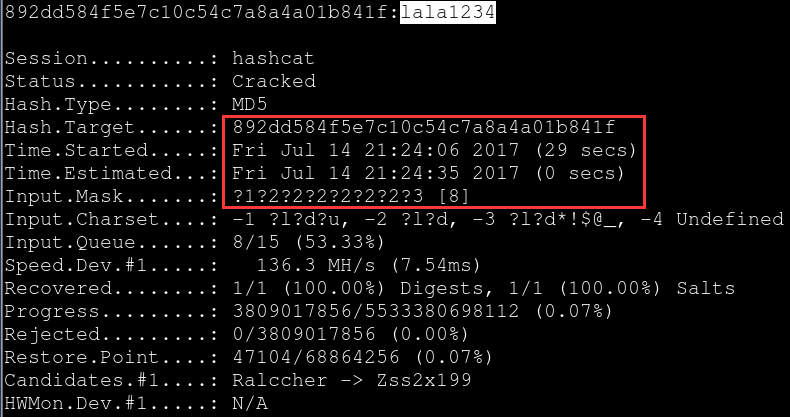 892dd584f5e7c10c54c7a8a4a01b841f:lala1234
Session..........: hashcat
Status...........: Cracked
Hash.Type........: MD5
Hash.Target......: 892dd584f5e7c10c54c7a8a4a01b841f
Time.Started.....: Fri Jul 14 21:24:06 2017 (29 secs)
Time.Estimated...: Fri Jul 14 21:24:35 2017 (0 secs)
Input.Mask.......: ?1?2?2?2?2?2?2?3 [8]
Input.Charset....: -1 ?l?d?u, -2 ?l?d, -3 ?l?d*!$@_, -4 Undefined
Input.Queue......: 8/15 (53.33%)
Speed.Dev.#1.....:   136.3 MH/s (7.54ms)
Recovered........: 1/1 (100.00%) Digests, 1/1 (100.00%) Salts
Progress.........: 3809017856/5533380698112 (0.07%)
Rejected.........: 0/3809017856 (0.00%)
Restore.Point....: 47104/68864256 (0.07%)
Candidates.#1....: Ralccher -> Zss2x199
HWMon.Dev.#1.....: N/A